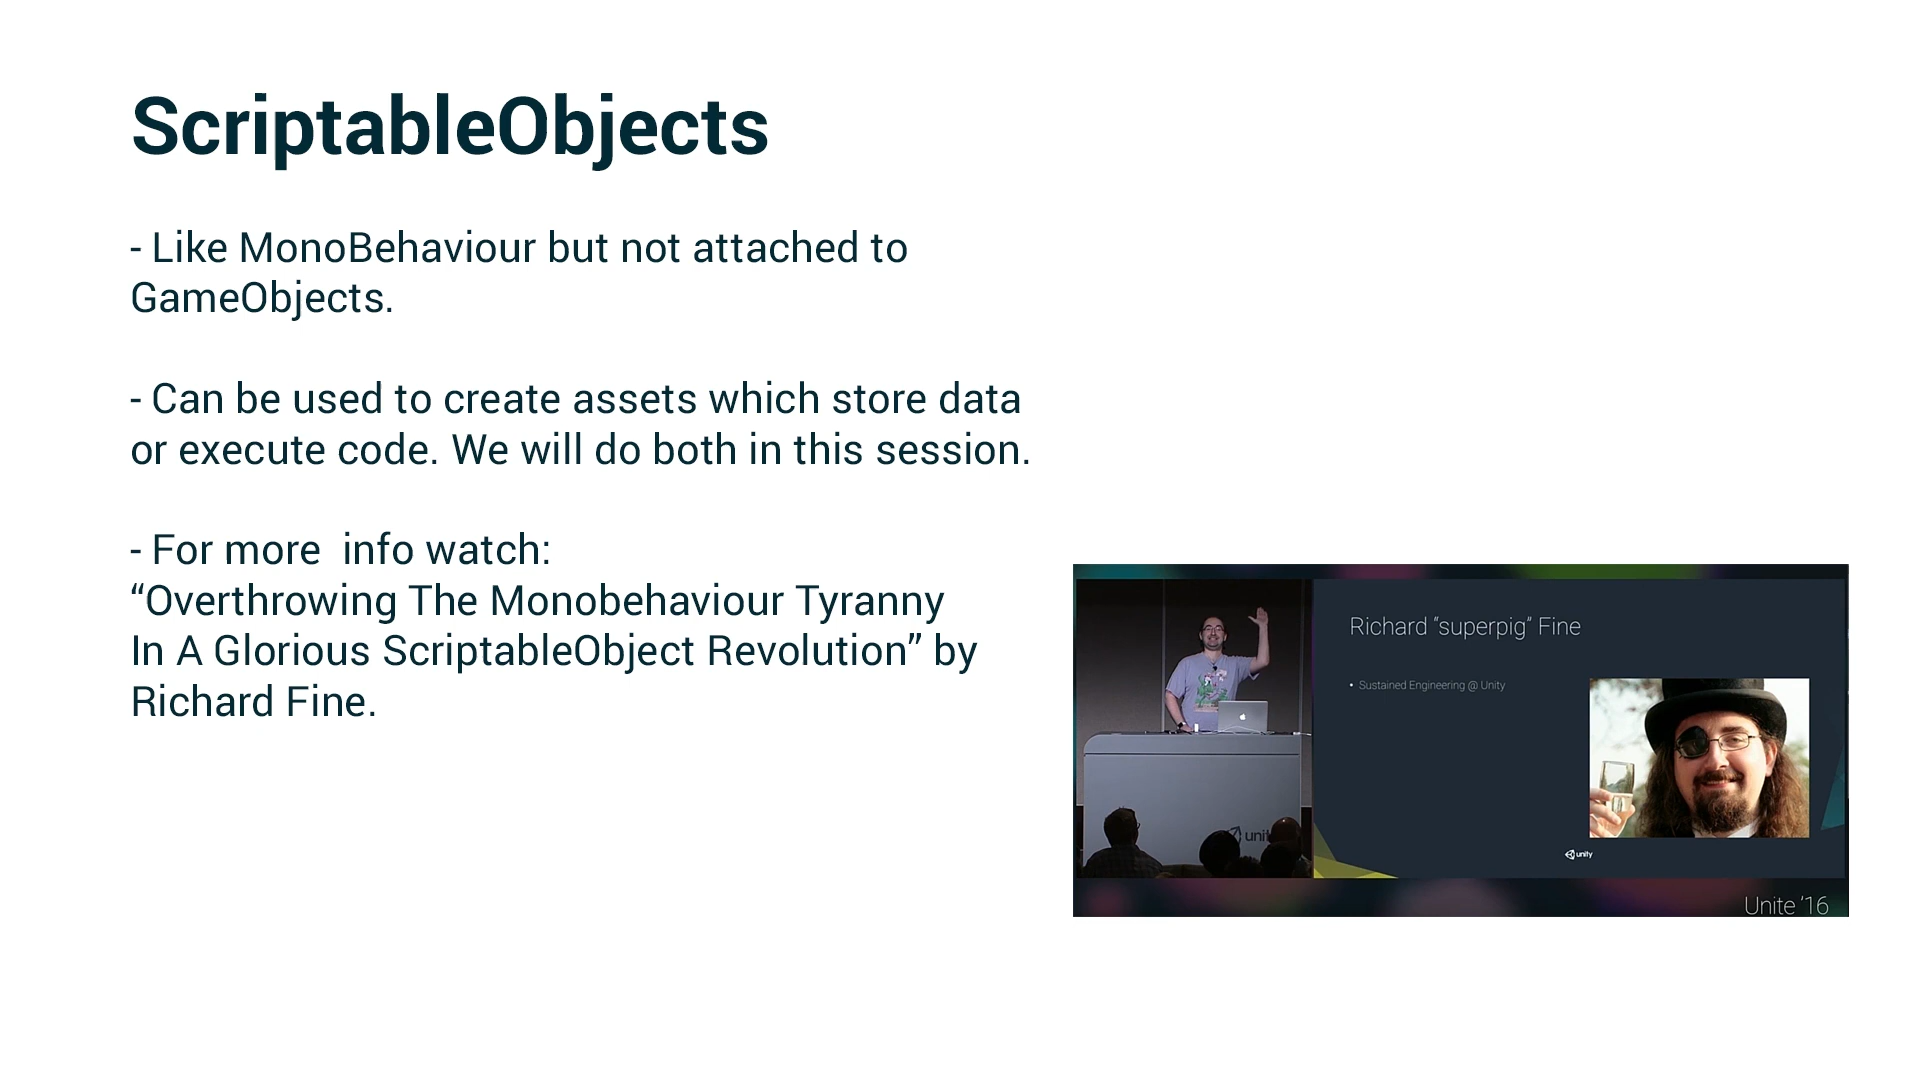 ScriptableObjects
- Like MonoBehaviour but not attached to
GameObjects.
- Can be used to create assets which store data
or execute code. We will do both in this session.
- For more  info watch:
“Overthrowing The Monobehaviour Tyranny
In A Glorious ScriptableObject Revolution” by
Richard Fine.
Richard “superpig” Fine
• Sustained Engineering @ Unity
unity
unity
Unite ’16